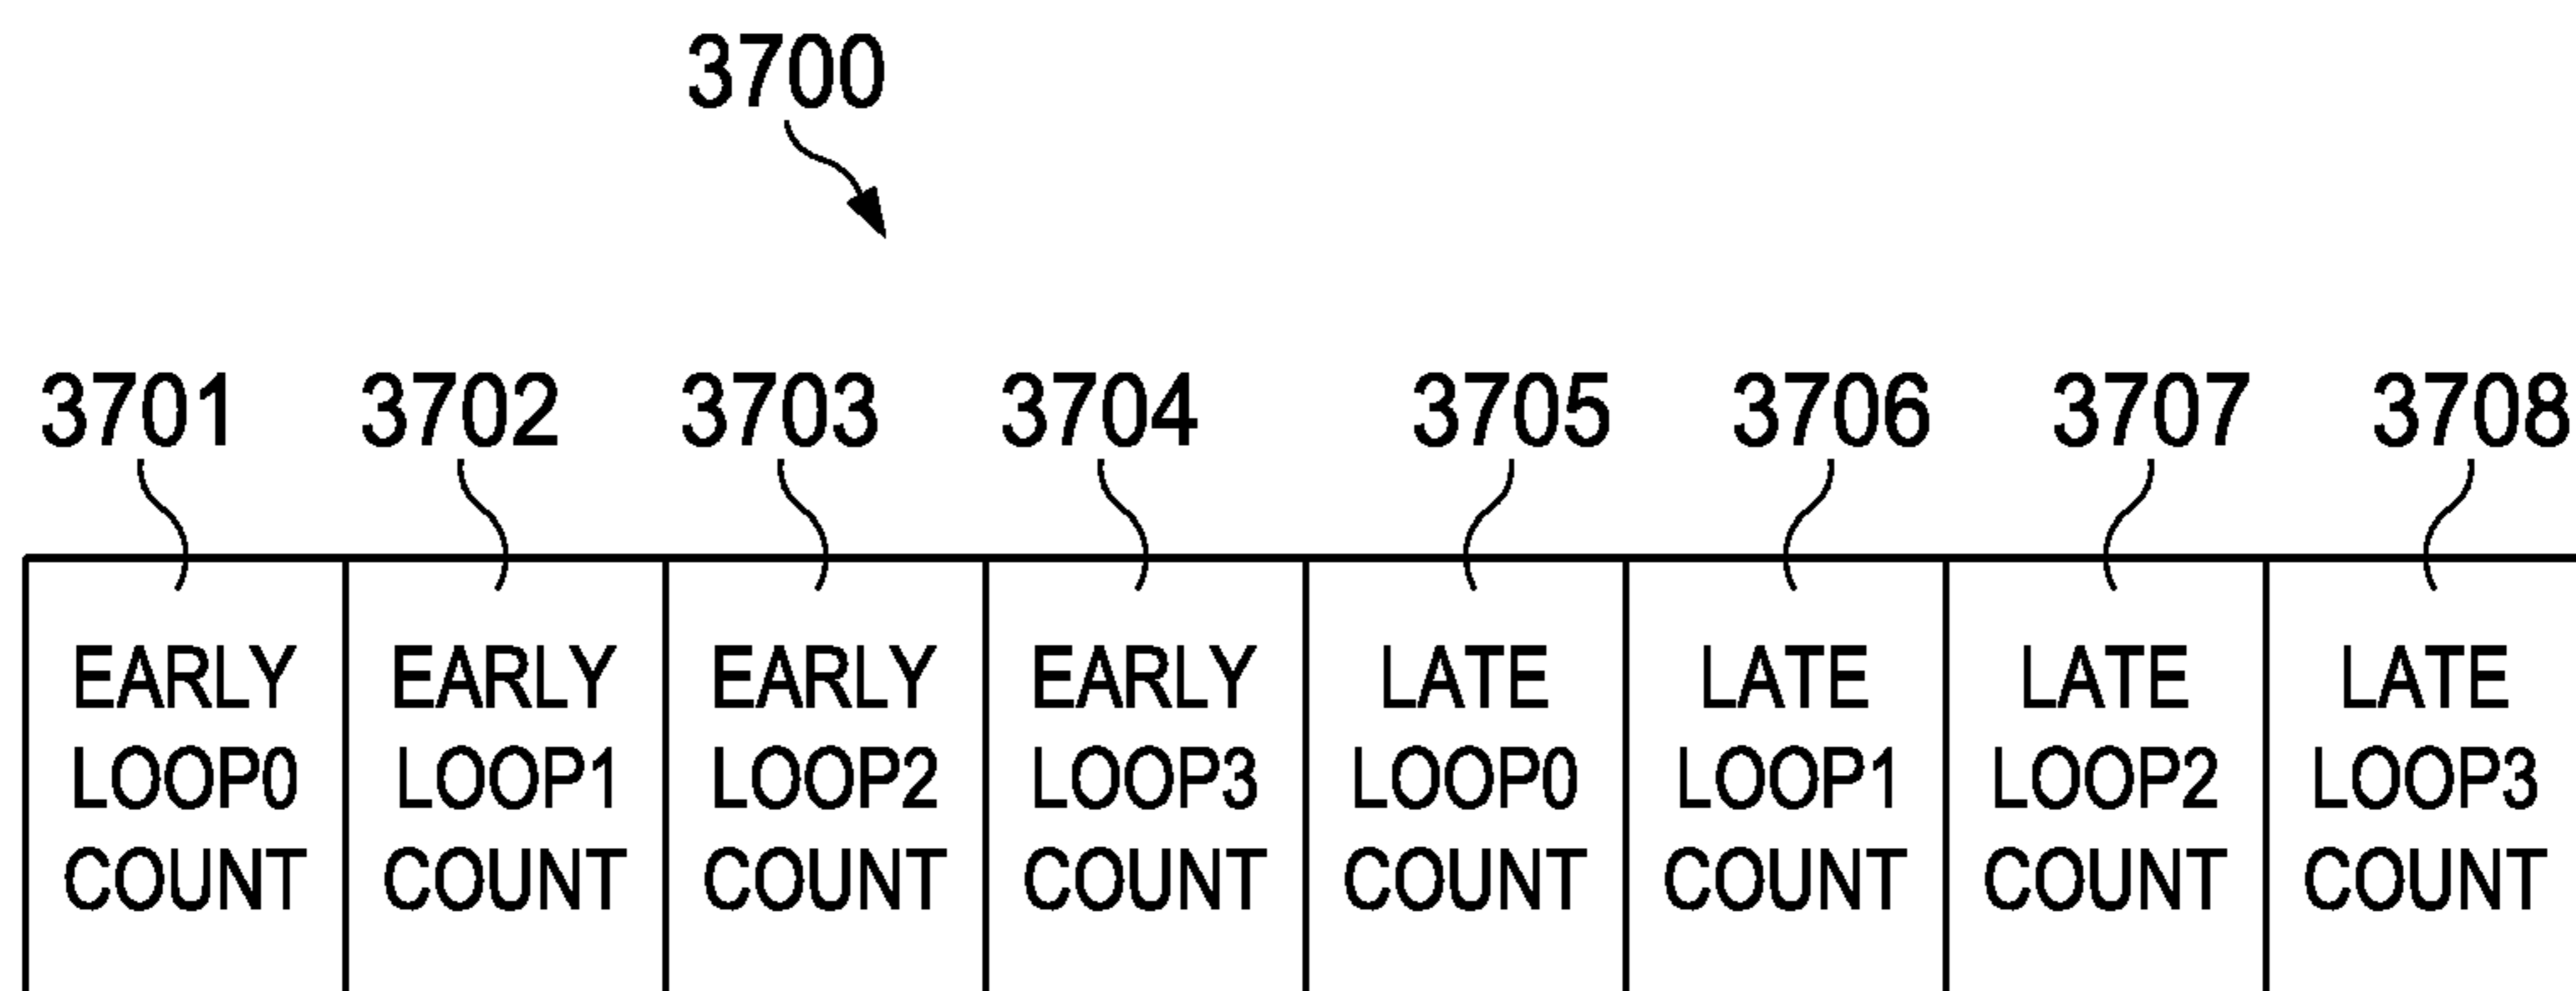 3700
3701 3702 3703 3704 3705 3706 3707 3708
EARLY EARLY EARLY EARLY LATE LATE LATE LATE
LOOP0 LOOP1 LOOP2 LOOP3 LOOP0 LOOP1 LOOP2 LOOP3
COUNT COUNT COUNT COUNT COUNT COUNT COUNT COUNT